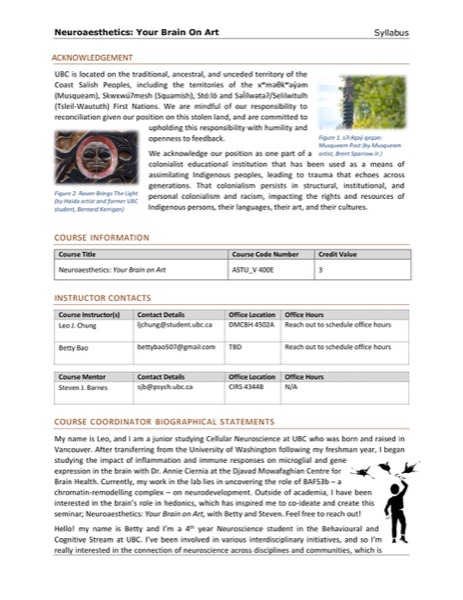 Neuroaesthetics: Your Brain On Art Syllabus
ACKNOWLEDGEMENT
UBC is located on the traditional, ancestral, and unceded territory of the
Coast Salish Peoples, including the territories of the xʷməθkʷəy̓əm
(Musqueam), Skwxwú7mesh (Squamish), Stó:lō and Səl̓ílwətaʔ/Selilwitulh
(Tsleil-Waututh) First Nations. We are mindful of our responsibility to
reconciliation given our position on this stolen land, and are committed to
upholding this responsibility with humility and
openness to feedback.
Figure 1.
Musqueam Post (by Musqueam
artist, Brent Sparrow Jr.)
We acknowledge our position as one part of a
colonialist educational institution that has been used as a means of
assimilating Indigenous peoples, leading to trauma that echoes across
generations. That colonialism persists in structural, institutional, and
personal colonialism and racism, impacting the rights and resources of
Indigenous persons, their languages, their art, and their cultures.
Figure 2. Raven Brings The Light
(by Haida artist and former UBC
student, Bernard Kerrigan)
COURSE INFORMATION
Course Title Course Code Number Credit Value
Neuroaesthetics: Your Brain on Art ASTU_V 400E 3
INSTRUCTOR CONTACTS
Course Instructor(s) Contact Details Office Location Office Hours
Leo J. Chung ljchung@student.ubc.ca DMCBH 4502A Reach out to schedule office hours
Betty Bao bettybao507@gmail.com TBD Reach out to schedule office hours
Course Mentor Contact Details Office Location Office Hours
Steven J. Barnes sjb@psych.ubc.ca CIRS 4344B N/A
COURSE COORDINATOR BIOGRAPHICAL STATEMENTS
My name is Leo, and I am a junior studying Cellular Neuroscience at UBC who was born and raised in
Vancouver. After transferring from the University of Washington following my freshman year, I began
studying the impact of inflammation and immune responses on microglial and gene
expression in the brain with Dr. Annie Ciernia at the Djavad Mowafaghian Centre for
Brain Health. Currently, my work in the lab lies in uncovering the role of BAF53b – a
chromatin-remodelling complex – on neurodevelopment. Outside of academia, I have been
interested in the brain's role in hedonics, which has inspired me to co-ideate and create this
seminar; Neuroaesthetics: Your Brain on Art, with Betty and Steven. Feel free to reach out!
Hello! my name is Betty and I'm a 4th year Neuroscience student in the Behavioural and
Cognitive Stream at UBC. I've been involved in various interdisciplinary initiatives, and so I'm
really interested in the connection of neuroscience across disciplines and communities, which is